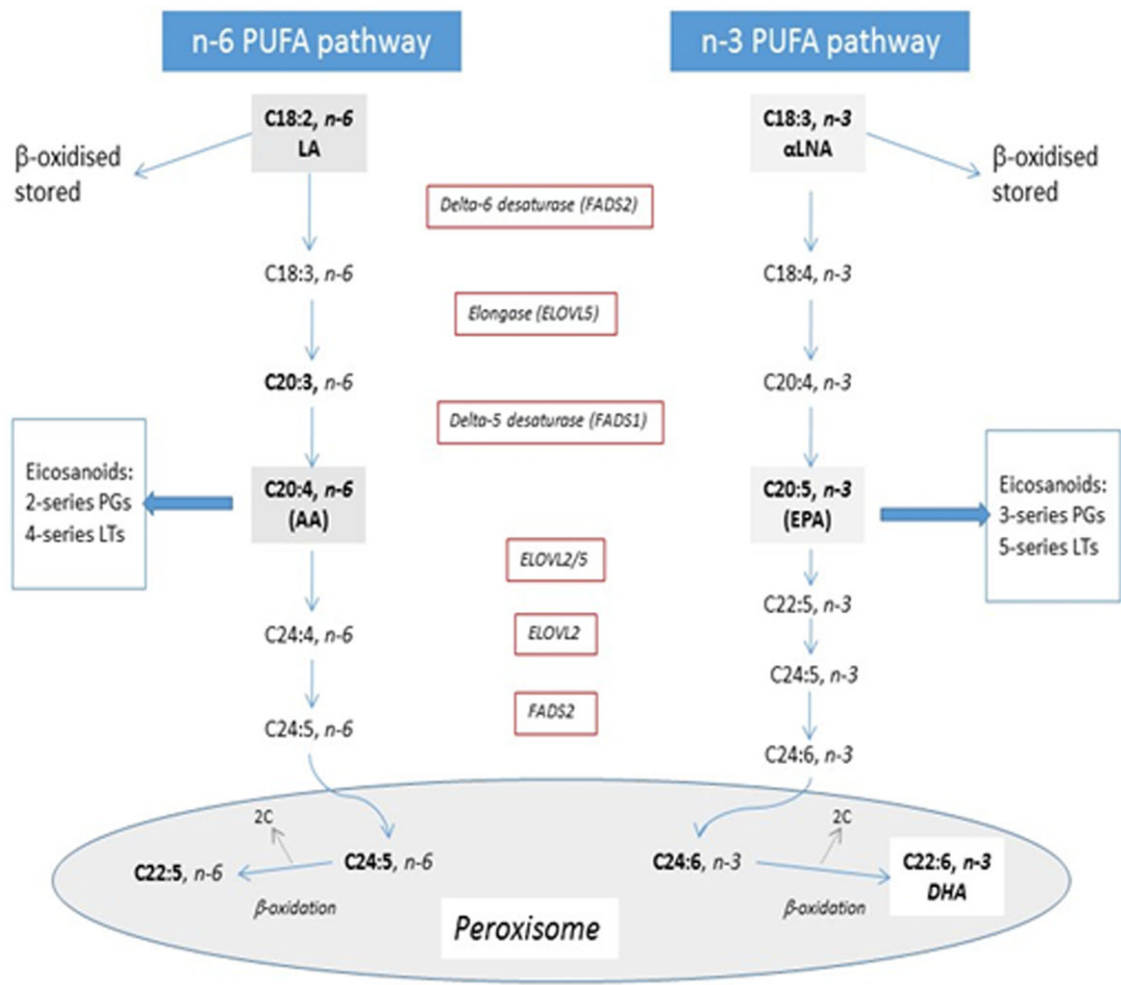 n-6 PUFA pathway
n-3 PUFA pathway
C18:2, n-6
LA
C18:3, n-3
αLNA
β-oxidised
stored
β-oxidised
stored
Delta-6 desaturase (FADS2)
C18:3, n-6
C18:4, n-3
Elongase (ELOVL5)
C20:3, n-6
C20:4, n-3
Delta-5 desaturase (FADS1)
Eicosanoids:
2-series PGs
4-series LTs
C20:4, n-6
(AA)
C20:5, n-3
(EPA)
Eicosanoids:
3-series PGs
5-series LTs
ELOVL2/5
C22:5, n-3
C24:4, n-6
ELOVL2
C24:5, n-3
FADS2
C24:5, n-6
C24:6, n-3
2C
2C
C22:5, n-6
C24:5, n-6
C24:6, n-3
C22:6, n-3
DHA
β-oxidation
β-oxidation
Peroxisome